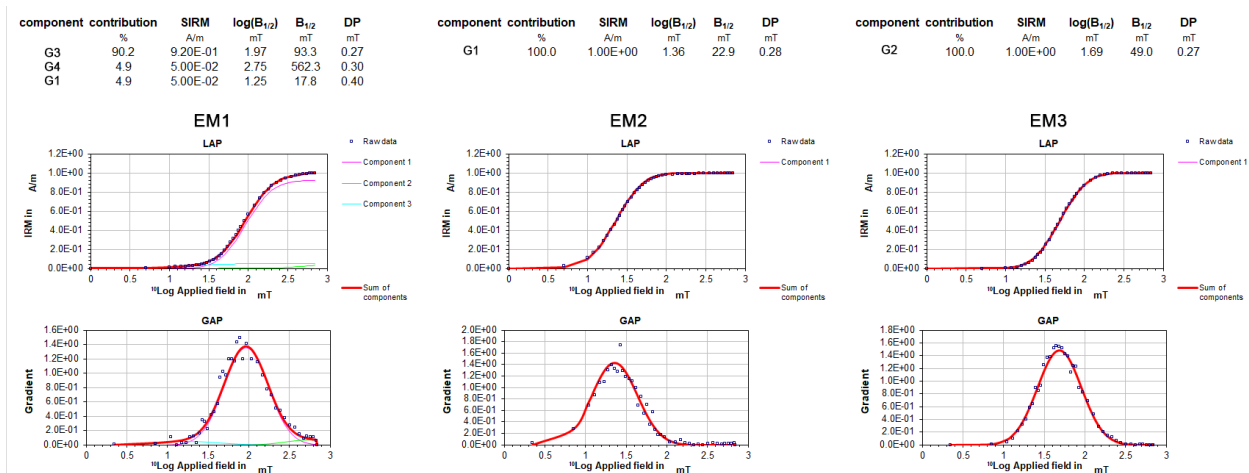 component contribution SIRM log(B1/2) B1/2 DP
% A/m mT mT mT
G3 90.2 9.20E-01 1.97 93.3 0.27
G4 4.9 5.00E-02 2.75 562.3 0.30
G1 4.9 5.00E-02 1.25 17.8 0.40
component contribution SIRM log(B1/2) B1/2 DP
% A/m mT mT mT
G1 100.0 1.00E+00 1.36 22.9 0.28
component contribution SIRM log(B1/2) B1/2 DP
% A/m mT mT mT
G2 100.0 1.00E+00 1.69 49.0 0.27
EM1
LAP
1.2E+00
1.0E+00
8.0E-01
6.0E-01
4.0E-01
2.0E-01
0.0E+00
IRM in A/m
0 0.5 1 1.5 2 2.5 3
10Log Applied field in mT
Raw data
Component 1
Component 2
Component 3
Sum of components
GAP
1.6E+00
1.4E+00
1.2E+00
1.0E+00
8.0E-01
6.0E-01
4.0E-01
2.0E-01
0.0E+00
Gradient
0 0.5 1 1.5 2 2.5 3
10Log Applied field in mT
EM2
LAP
1.2E+00
1.0E+00
8.0E-01
6.0E-01
4.0E-01
2.0E-01
0.0E+00
IRM in A/m
0 0.5 1 1.5 2 2.5 3
10Log Applied field in mT
Raw data
Component 1
Sum of components
GAP
2.0E+00
1.8E+00
1.6E+00
1.4E+00
1.2E+00
1.0E+00
8.0E-01
6.0E-01
4.0E-01
2.0E-01
0.0E+00
Gradient
0 0.5 1 1.5 2 2.5 3
10Log Applied field in mT
EM3
LAP
1.2E+00
1.0E+00
8.0E-01
6.0E-01
4.0E-01
2.0E-01
0.0E+00
IRM in A/m
0 0.5 1 1.5 2 2.5 3
10Log Applied field in mT
Raw data
Component 1
Sum of components
GAP
1.8E+00
1.6E+00
1.4E+00
1.2E+00
1.0E+00
8.0E-01
6.0E-01
4.0E-01
2.0E-01
0.0E+00
Gradient
0 0.5 1 1.5 2 2.5 3
10Log Applied field in mT